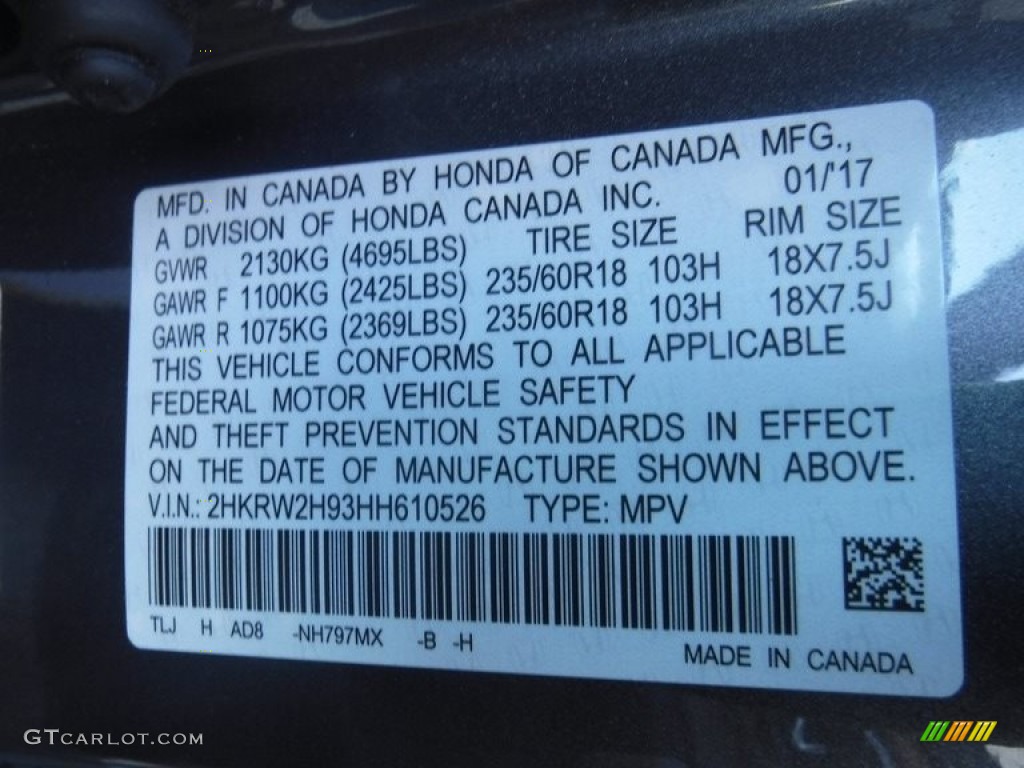 MFD. IN CANADA BY HONDA OF CANADA MFG.,
A DIVISION OF HONDA CANADA INC. 01/'17
GVWR 2130KG (4695LBS) TIRE SIZE RIM SIZE
GAWR F 1100KG (2425LBS) 235/60R18 103H 18X7.5J
GAWR R 1075KG (2369LBS) 235/60R18 103H 18X7.5J
THIS VEHICLE CONFORMS TO ALL APPLICABLE
FEDERAL MOTOR VEHICLE SAFETY
AND THEFT PREVENTION STANDARDS IN EFFECT
ON THE DATE OF MANUFACTURE SHOWN ABOVE.
V.I.N.: 2HKRW2H93HH610526 TYPE: MPV
TLJ H AD8 -NH797MX -B -H
MADE IN CANADA
GTCARLOT.COM